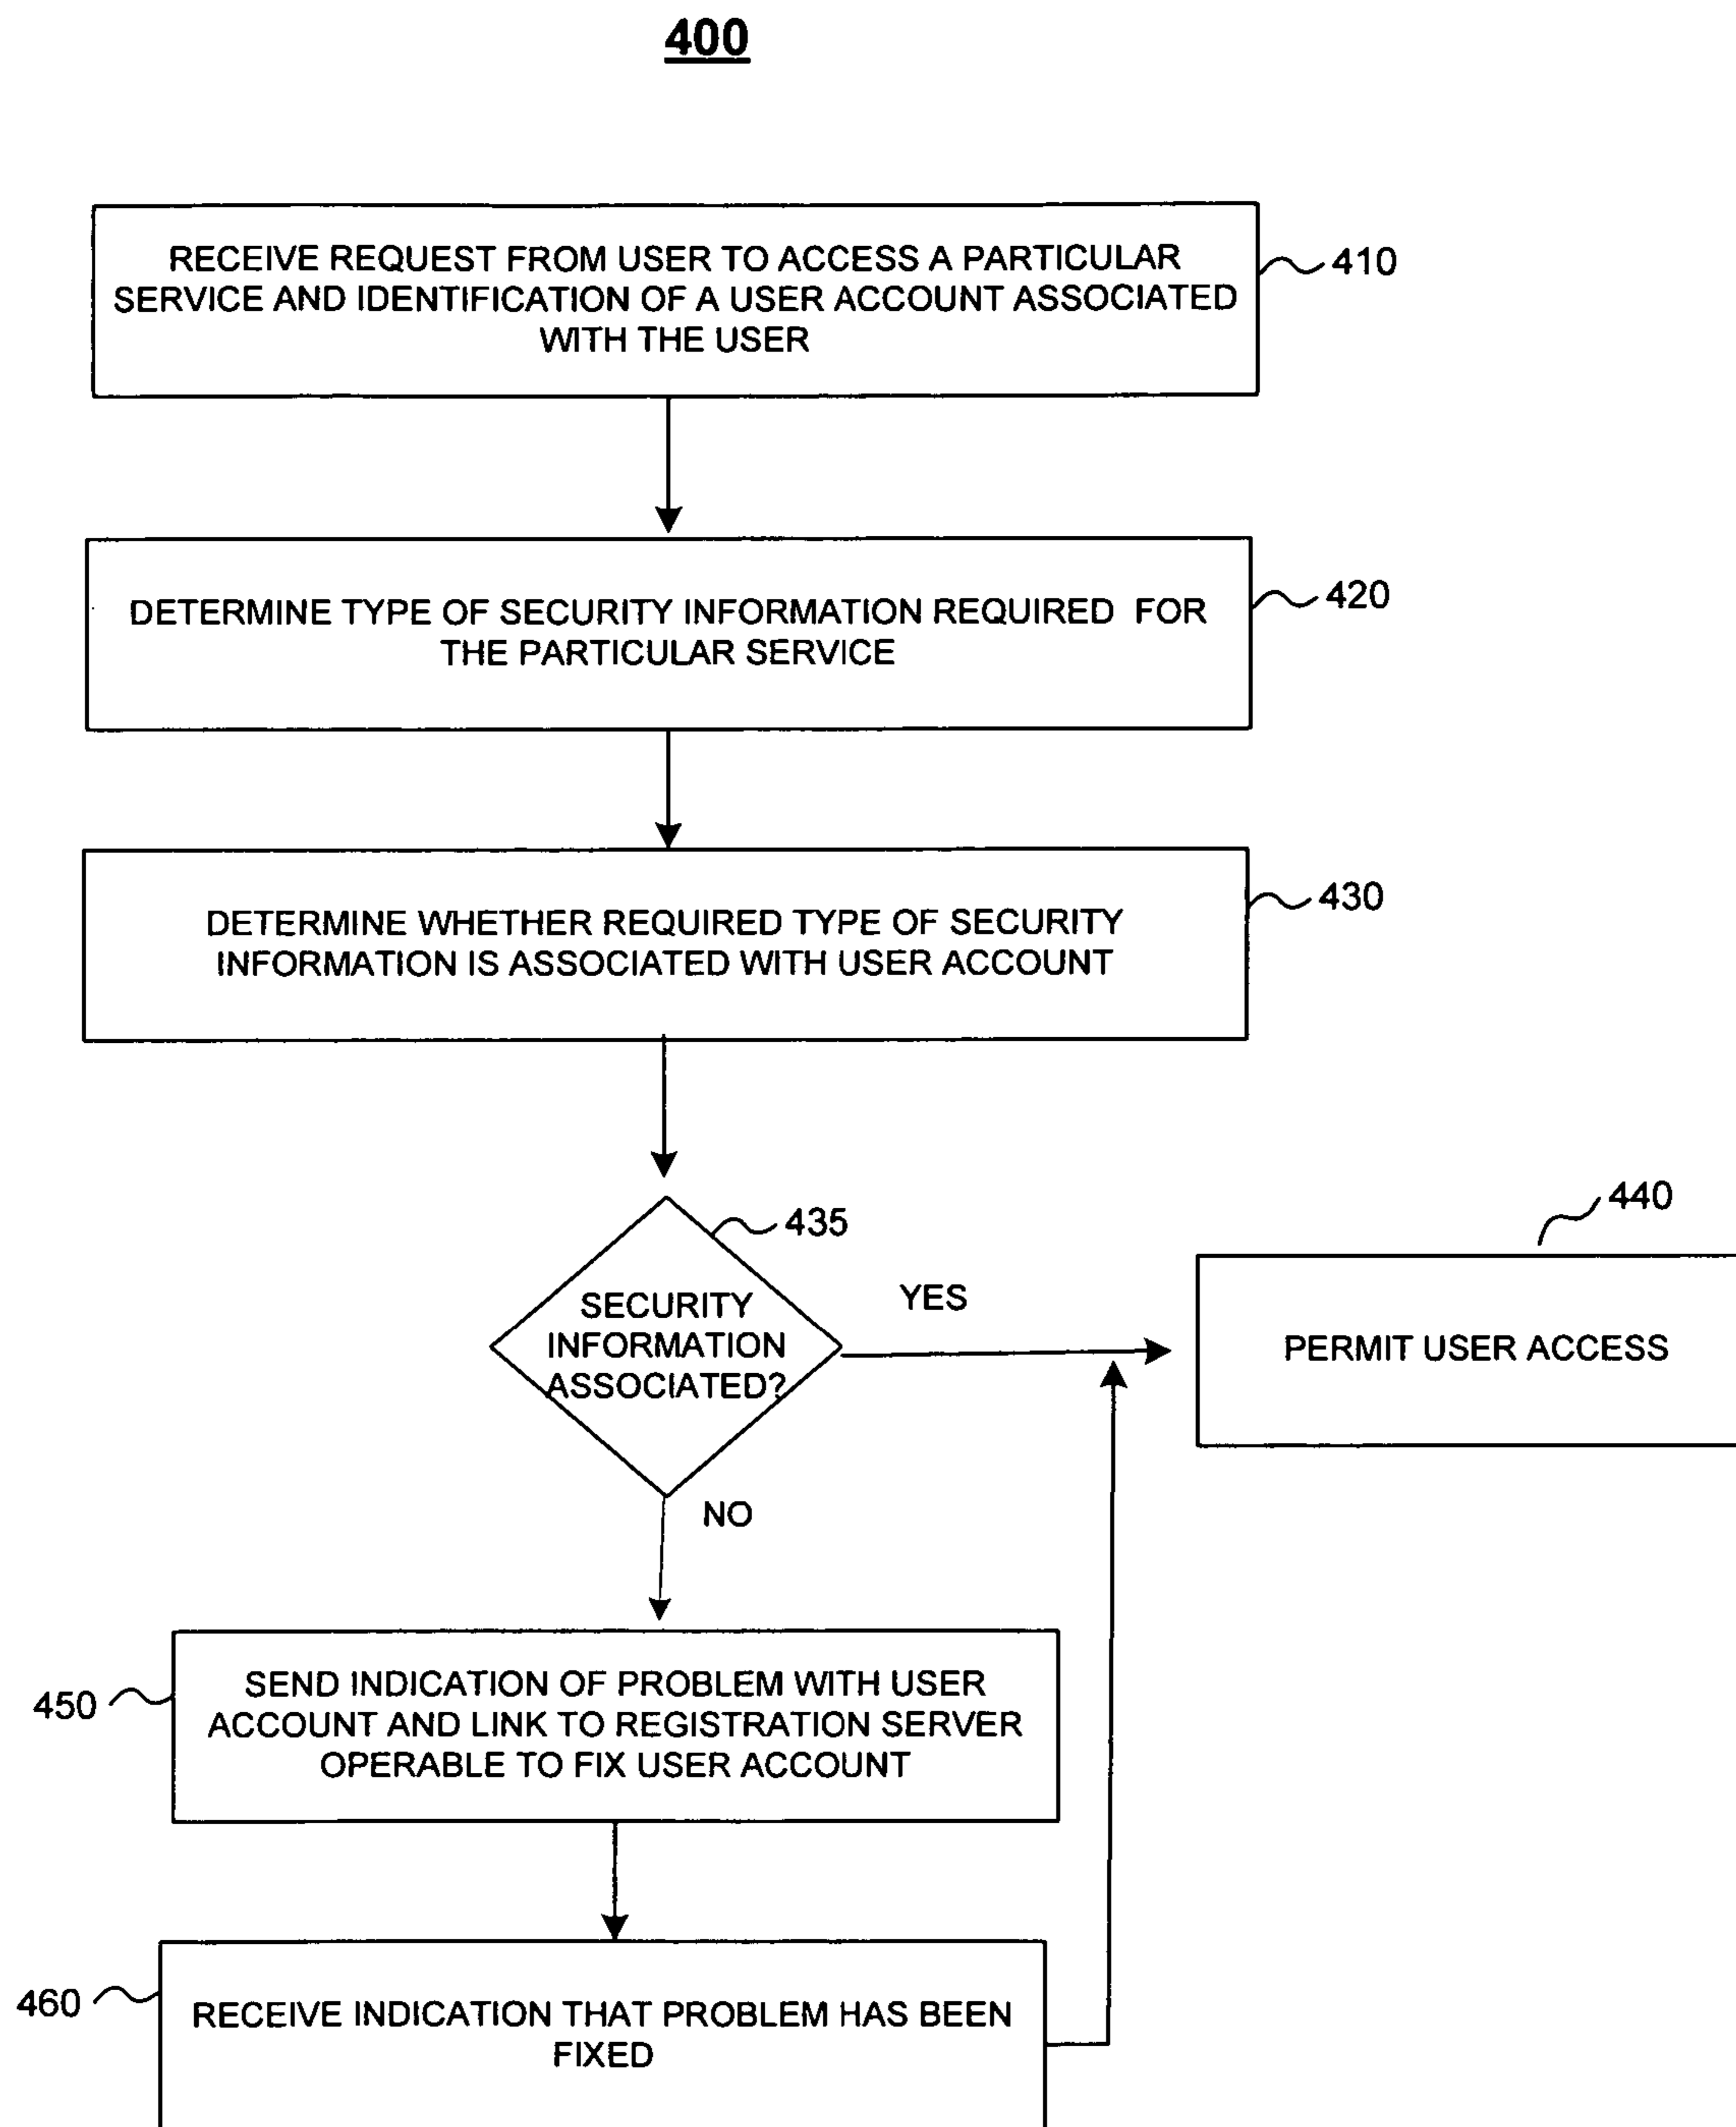 400
RECEIVE REQUEST FROM USER TO ACCESS A PARTICULAR
SERVICE AND IDENTIFICATION OF A USER ACCOUNT ASSOCIATED
WITH THE USER
410
DETERMINE TYPE OF SECURITY INFORMATION REQUIRED FOR
THE PARTICULAR SERVICE
420
DETERMINE WHETHER REQUIRED TYPE OF SECURITY
INFORMATION IS ASSOCIATED WITH USER ACCOUNT
430
435
SECURITY
INFORMATION
ASSOCIATED?
YES
440
PERMIT USER ACCESS
NO
450
SEND INDICATION OF PROBLEM WITH USER
ACCOUNT AND LINK TO REGISTRATION SERVER
OPERABLE TO FIX USER ACCOUNT
460
RECEIVE INDICATION THAT PROBLEM HAS BEEN
FIXED